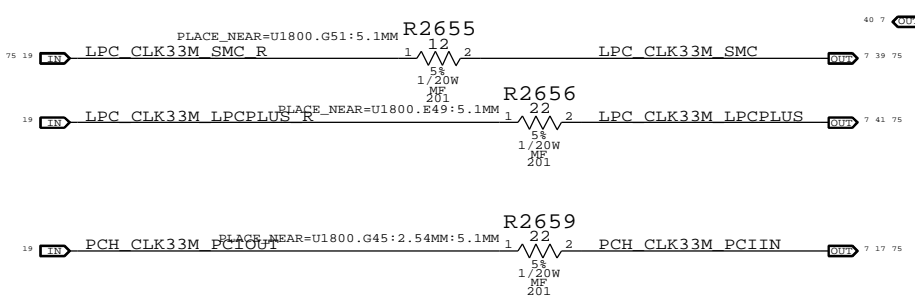 40 7 OUT
R2655
PLACE_NEAR=U1800.G51:5.1MM
12
75 19 IN LPC_CLK33M_SMC_R 1 2 LPC_CLK33M_SMC OUT 7 39 75
5%
1/20W
MF
201
R2656
PLACE_NEAR=U1800.E49:5.1MM
22
19 IN LPC_CLK33M_LPCPLUS_R 1 2 LPC_CLK33M_LPCPLUS OUT 7 41 75
5%
1/20W
MF
201
R2659
PLACE_NEAR=U1800.G45:2.54MM:5.1MM
22
19 IN PCH_CLK33M_PCIOUT 1 2 PCH_CLK33M_PCIIN OUT 7 17 75
5%
1/20W
MF
201